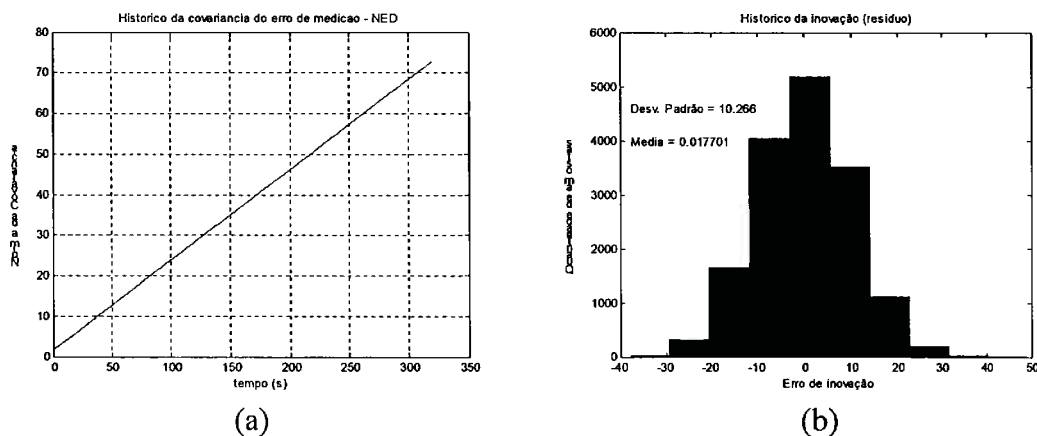 Historico da covariancia do erro de medicao - NED
80
70
60
50
40
30
20
10
0
0 50 100 150 200 250 300 350
tempo (s)
(a)
Historico da inovação (resíduo)
6000
5000
4000
3000
2000
1000
0
Desv. Padrão = 10.266
Media = 0.017701
-40 -30 -20 -10 0 10 20 30 40 50
Erro de inovação
(b)